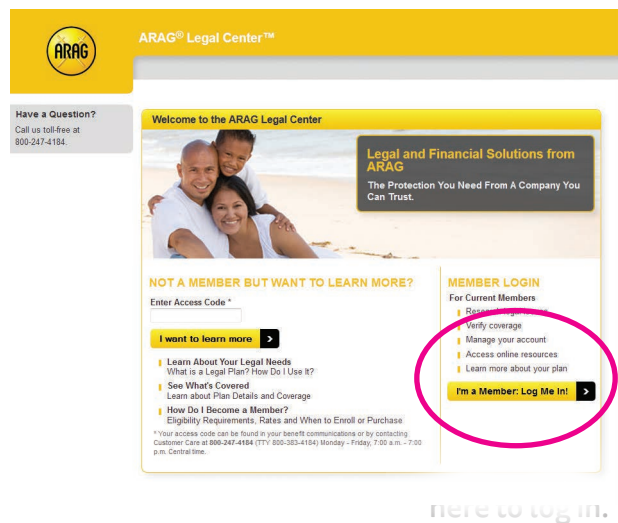 ARAG
ARAG® Legal Center™
Have a Question?
Call us toll-free at
800-247-4184.
Welcome to the ARAG Legal Center
Legal and Financial Solutions from
ARAG
The Protection You Need From A Company You
Can Trust.
NOT A MEMBER BUT WANT TO LEARN MORE?
Enter Access Code *
I want to learn more
Learn About Your Legal Needs
What is a Legal Plan? How Do I Use It?
See What's Covered
Learn about Plan Details and Coverage
How Do I Become a Member?
Eligibility Requirements, Rates and When to Enroll or Purchase
* Your access code can be found in your benefit communications or by contacting
Customer Care at 800-247-4184 (TTY 800-383-4184) Monday - Friday, 7:00 a.m. - 7:00
p.m. Central time.
MEMBER LOGIN
For Current Members
Verify coverage
Manage your account
Access online resources
Learn more about your plan
I'm a Member: Log Me In!
here to log in.